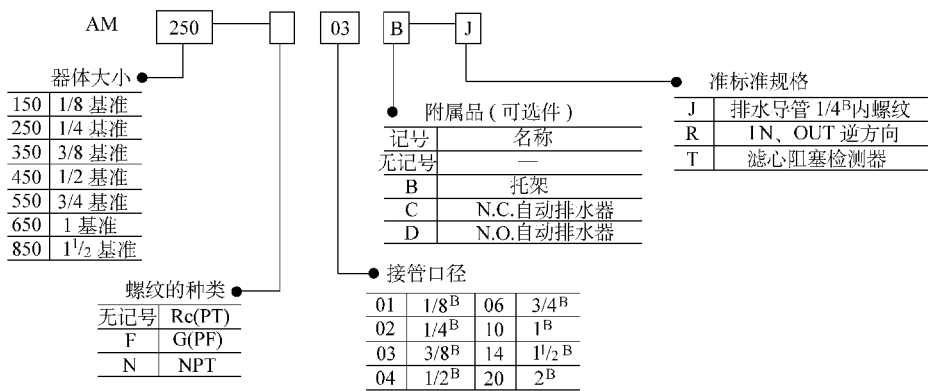 AM 250 03 B J
器体大小
150 1/8 基准
250 1/4 基准
350 3/8 基准
450 1/2 基准
550 3/4 基准
650 1 基准
850 1 1/2 基准
螺纹的种类
无记号 Rc(PT)
F G(PF)
N NPT
接管口径
01 1/8B 06 3/4B
02 1/4B 10 1B
03 3/8B 14 1 1/2B
04 1/2B 20 2B
附属品(可选件)
记号 名称
无记号 —
B 托架
C N.C.自动排水器
D N.O.自动排水器
准标准规格
J 排水导管 1/4B内螺纹
R IN、OUT 逆方向
T 滤心阻塞检测器